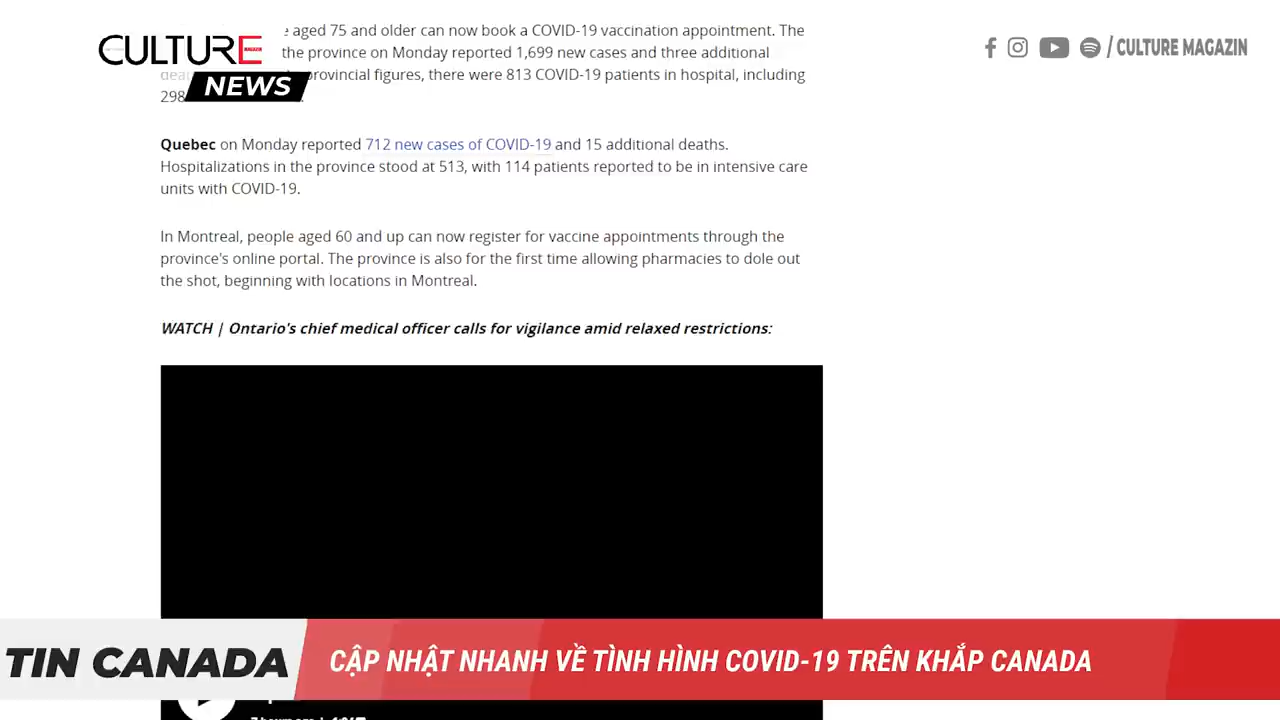 CULTURE
NEWS
/ CULTURE MAGAZIN
aged 75 and older can now book a COVID-19 vaccination appointment. The
the province on Monday reported 1,699 new cases and three additional
provincial figures, there were 813 COVID-19 patients in hospital, including
298
Quebec on Monday reported 712 new cases of COVID-19 and 15 additional deaths.
Hospitalizations in the province stood at 513, with 114 patients reported to be in intensive care
units with COVID-19.
In Montreal, people aged 60 and up can now register for vaccine appointments through the
province's online portal. The province is also for the first time allowing pharmacies to dole out
the shot, beginning with locations in Montreal.
WATCH | Ontario's chief medical officer calls for vigilance amid relaxed restrictions:
TIN CANADA
CẬP NHẬT NHANH VỀ TÌNH HÌNH COVID-19 TRÊN KHẮP CANADA